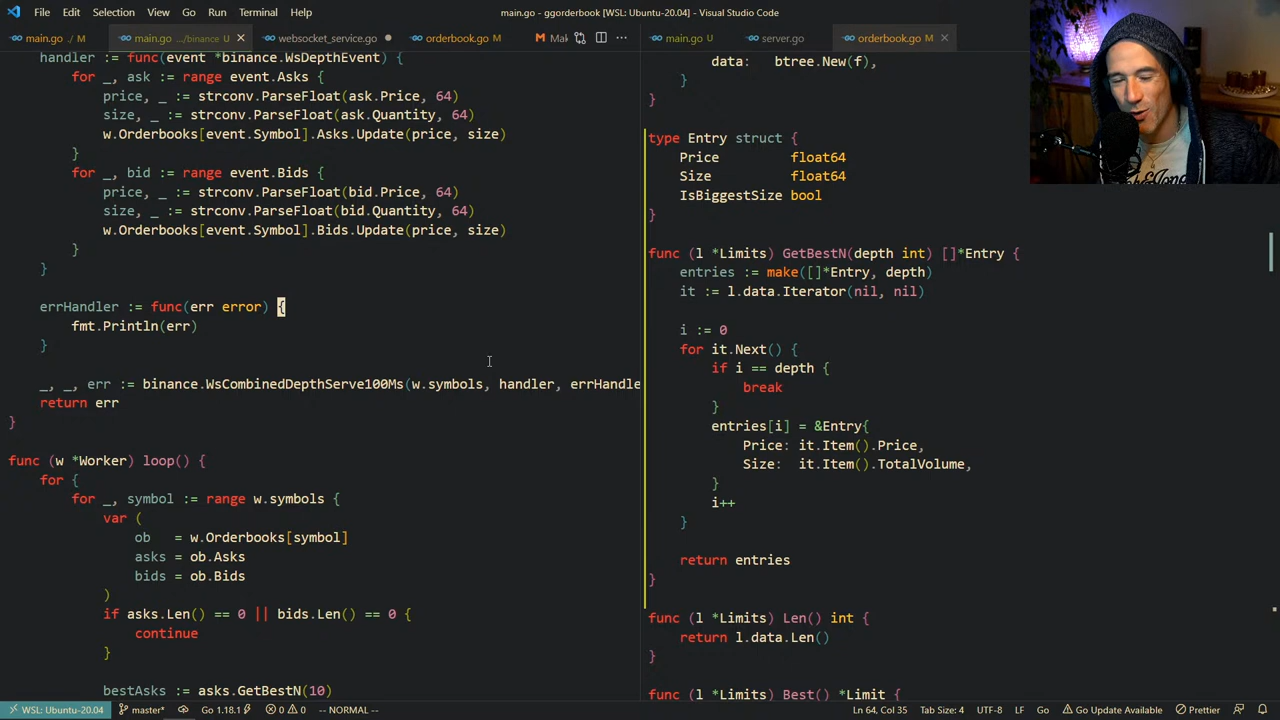 File Edit Selection View Go Run Terminal Help
main.go - ggorderbook [WSL: Ubuntu-20.04] - Visual Studio Code
main.go ./ M
main.go .../binance U
websocket_service.go
orderbook.go M
Mak
handler := func(event *binance.WsDepthEvent) {
for _, ask := range event.Asks {
price, _ := strconv.ParseFloat(ask.Price, 64)
size, _ := strconv.ParseFloat(ask.Quantity, 64)
w.Orderbooks[event.Symbol].Asks.Update(price, size)
}
for _, bid := range event.Bids {
price, _ := strconv.ParseFloat(bid.Price, 64)
size, _ := strconv.ParseFloat(bid.Quantity, 64)
w.Orderbooks[event.Symbol].Bids.Update(price, size)
}
}
errHandler := func(err error) {
fmt.Println(err)
}
_, _, err := binance.WsCombinedDepthServe100Ms(w.symbols, handler, errHandle
return err
}
func (w *Worker) loop() {
for {
for _, symbol := range w.symbols {
var (
ob = w.Orderbooks[symbol]
asks = ob.Asks
bids = ob.Bids
)
if asks.Len() == 0 || bids.Len() == 0 {
continue
}
bestAsks := asks.GetBestN(10)
main.go U
server.go
orderbook.go M
data: btree.New(f),
}
}
type Entry struct {
Price float64
Size float64
IsBiggestSize bool
}
func (l *Limits) GetBestN(depth int) []*Entry {
entries := make([]*Entry, depth)
it := l.data.Iterator(nil, nil)
i := 0
for it.Next() {
if i == depth {
break
}
entries[i] = &Entry{
Price: it.Item().Price,
Size: it.Item().TotalVolume,
}
i++
}
return entries
}
func (l *Limits) Len() int {
return l.data.Len()
}
func (l *Limits) Best() *Limit {
WSL: Ubuntu-20.04 master* Go 1.18.1 0 0 -- NORMAL -- Ln 64, Col 35 Tab Size: 4 UTF-8 LF Go Go Update Available Prettier